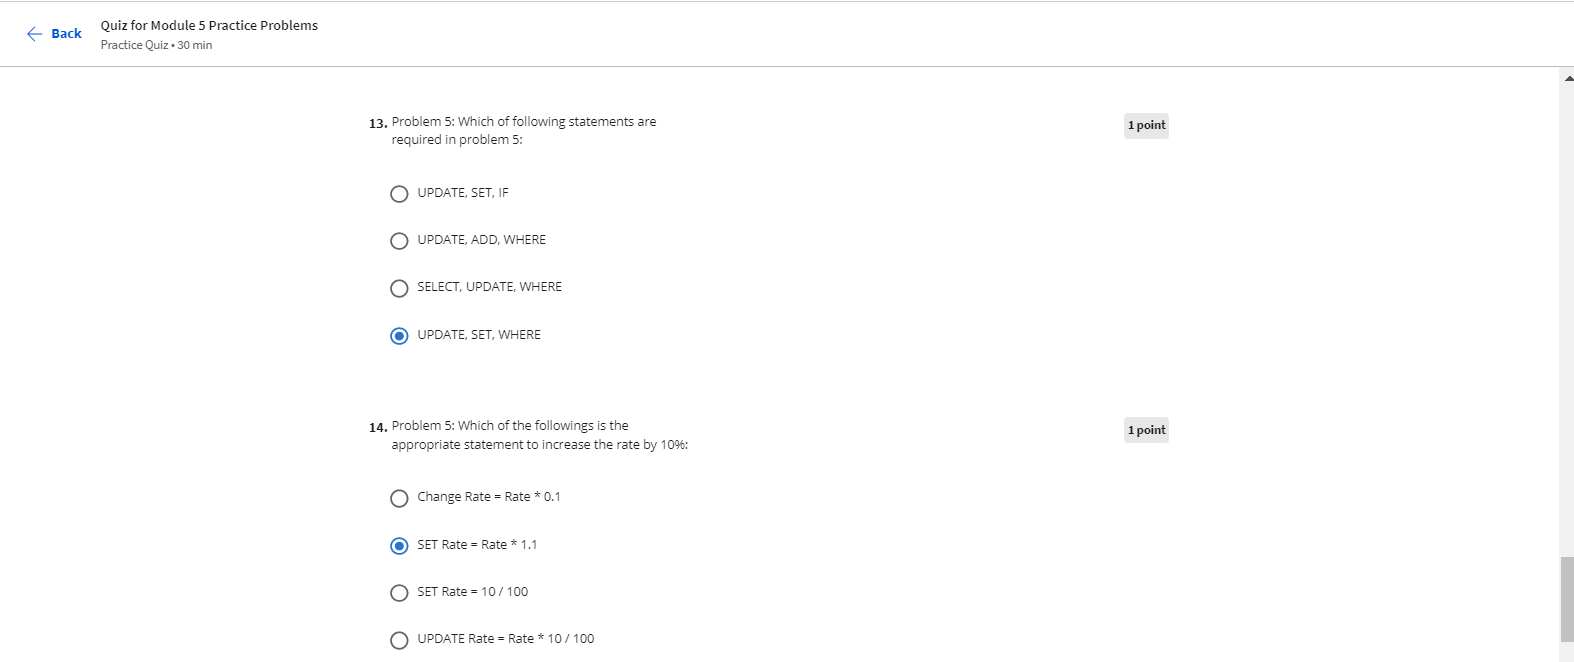 Back
Quiz for Module 5 Practice Problems
Practice Quiz • 30 min
13. Problem 5: Which of following statements are
required in problem 5:
1 point
UPDATE, SET, IF
UPDATE, ADD, WHERE
SELECT, UPDATE, WHERE
UPDATE, SET, WHERE
14. Problem 5: Which of the followings is the
appropriate statement to increase the rate by 10%:
1 point
Change Rate = Rate * 0.1
SET Rate = Rate * 1.1
SET Rate = 10 / 100
UPDATE Rate = Rate * 10 / 100